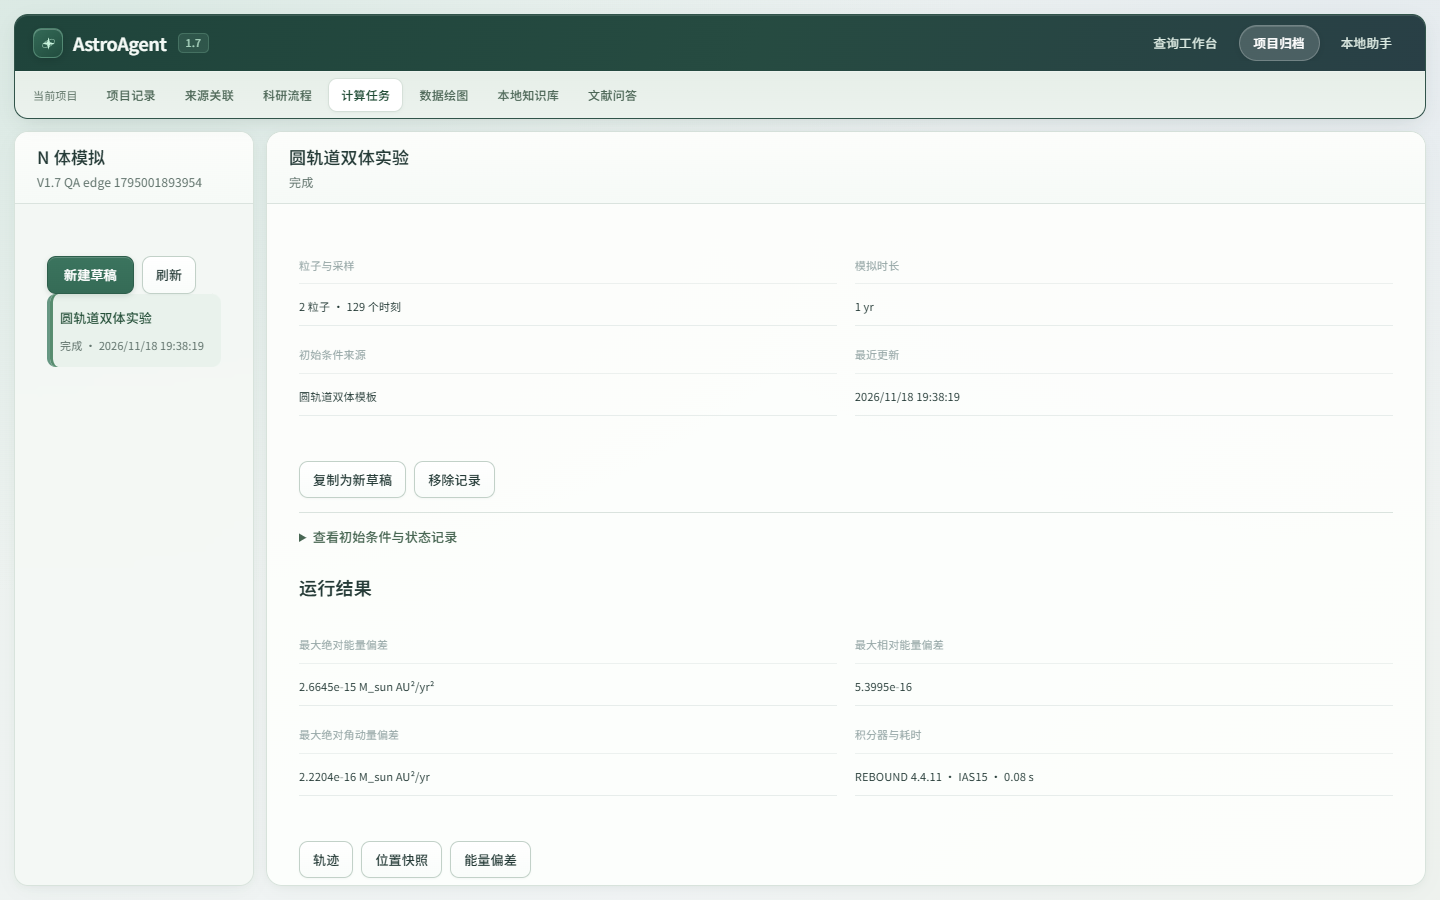 AstroAgent 1.7
查询工作台 项目归档 本地助手
当前项目 项目记录 来源关联 科研流程 计算任务 数据绘图 本地知识库 文献问答
N 体模拟
V1.7 QA edge 1795001893954
新建草稿 刷新
圆轨道双体实验
完成 · 2026/11/18 19:38:19
圆轨道双体实验
完成
粒子与采样 模拟时长
2 粒子 · 129 个时刻 1 yr
初始条件来源 最近更新
圆轨道双体模板 2026/11/18 19:38:19
复制为新草稿 移除记录
▶ 查看初始条件与状态记录
运行结果
最大绝对能量偏差 最大相对能量偏差
2.6645e-15 M_sun AU²/yr² 5.3995e-16
最大绝对角动量偏差 积分器与耗时
2.2204e-16 M_sun AU²/yr REBOUND 4.4.11 · IAS15 · 0.08 s
轨迹 位置快照 能量偏差